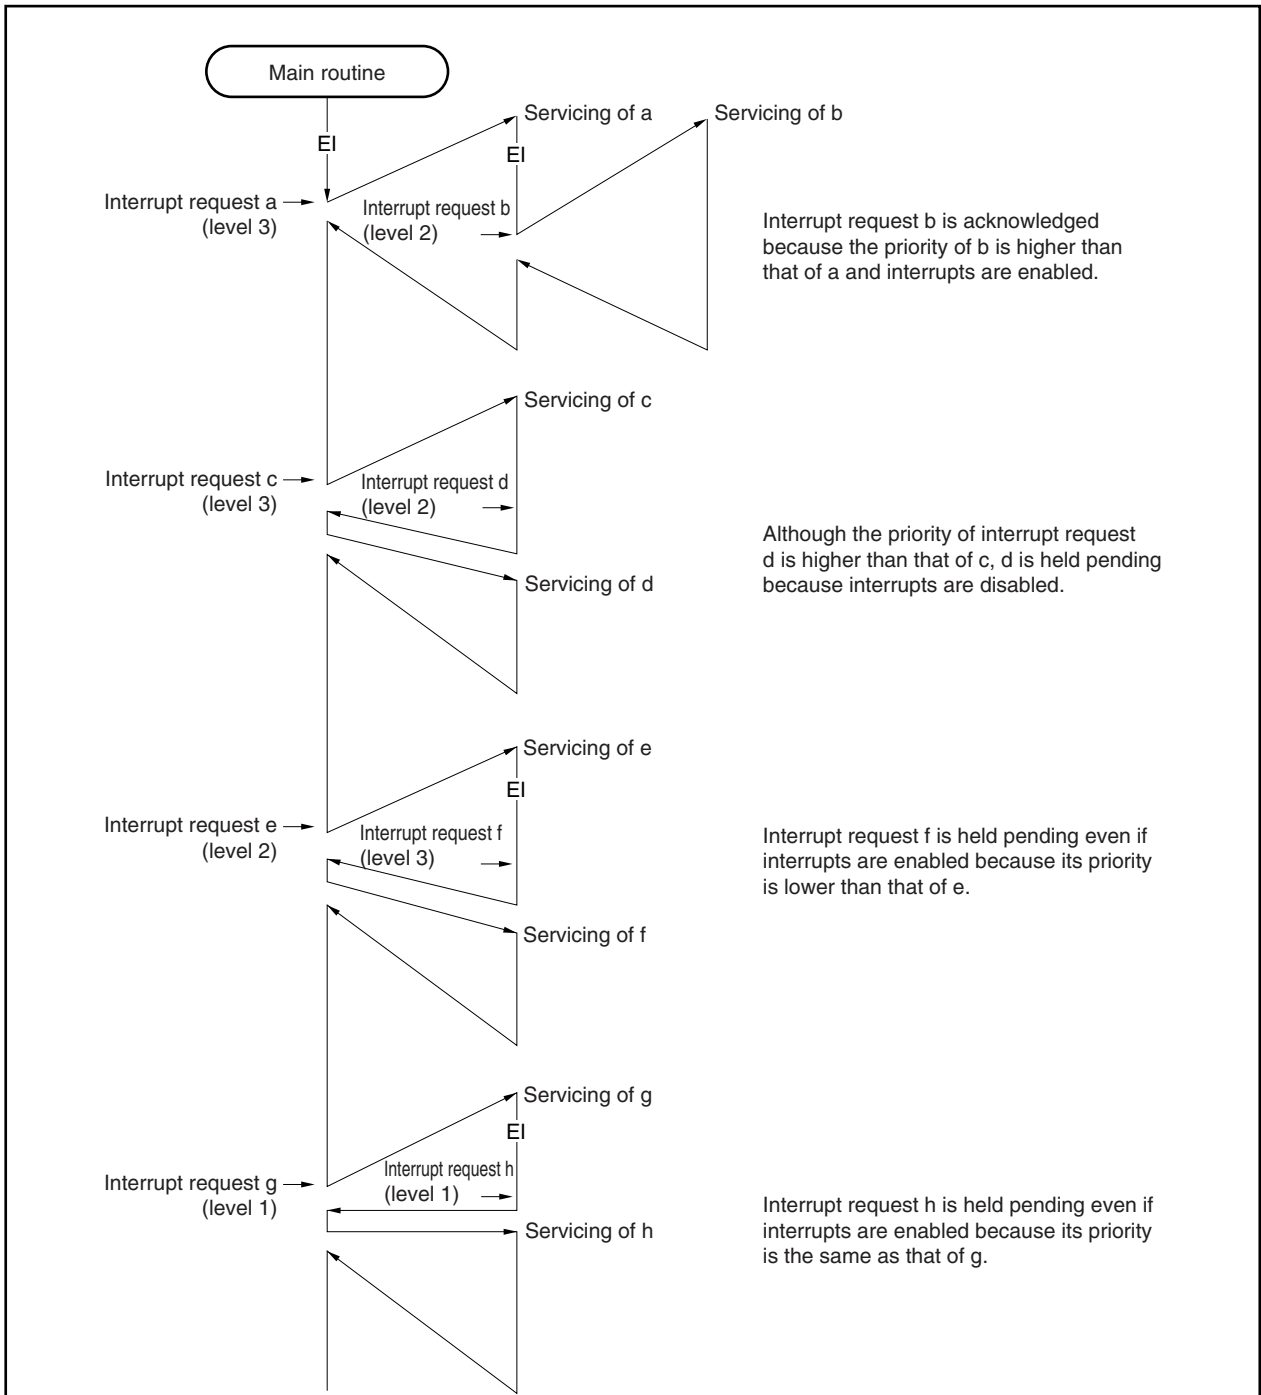 Main routine
EI
Servicing of a
EI
Servicing of b
Interrupt request a
(level 3)
Interrupt request b
(level 2)
Interrupt request b is acknowledged
because the priority of b is higher than
that of a and interrupts are enabled.
Servicing of c
Interrupt request c
(level 3)
Interrupt request d
(level 2)
Although the priority of interrupt request
d is higher than that of c, d is held pending
because interrupts are disabled.
Servicing of d
Servicing of e
EI
Interrupt request e
(level 2)
Interrupt request f
(level 3)
Interrupt request f is held pending even if
interrupts are enabled because its priority
is lower than that of e.
Servicing of f
Servicing of g
EI
Interrupt request g
(level 1)
Interrupt request h
(level 1)
Interrupt request h is held pending even if
interrupts are enabled because its priority
is the same as that of g.
Servicing of h